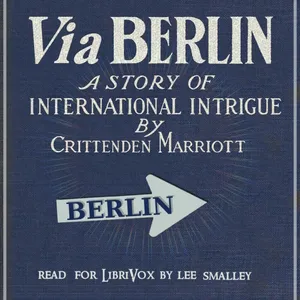 Via BERLIN
A STORY OF
INTERNATIONAL INTRIGUE
BY
CRITTENDEN MARRIOTT
BERLIN
READ FOR LIBRIVOX BY LEE SMALLEY